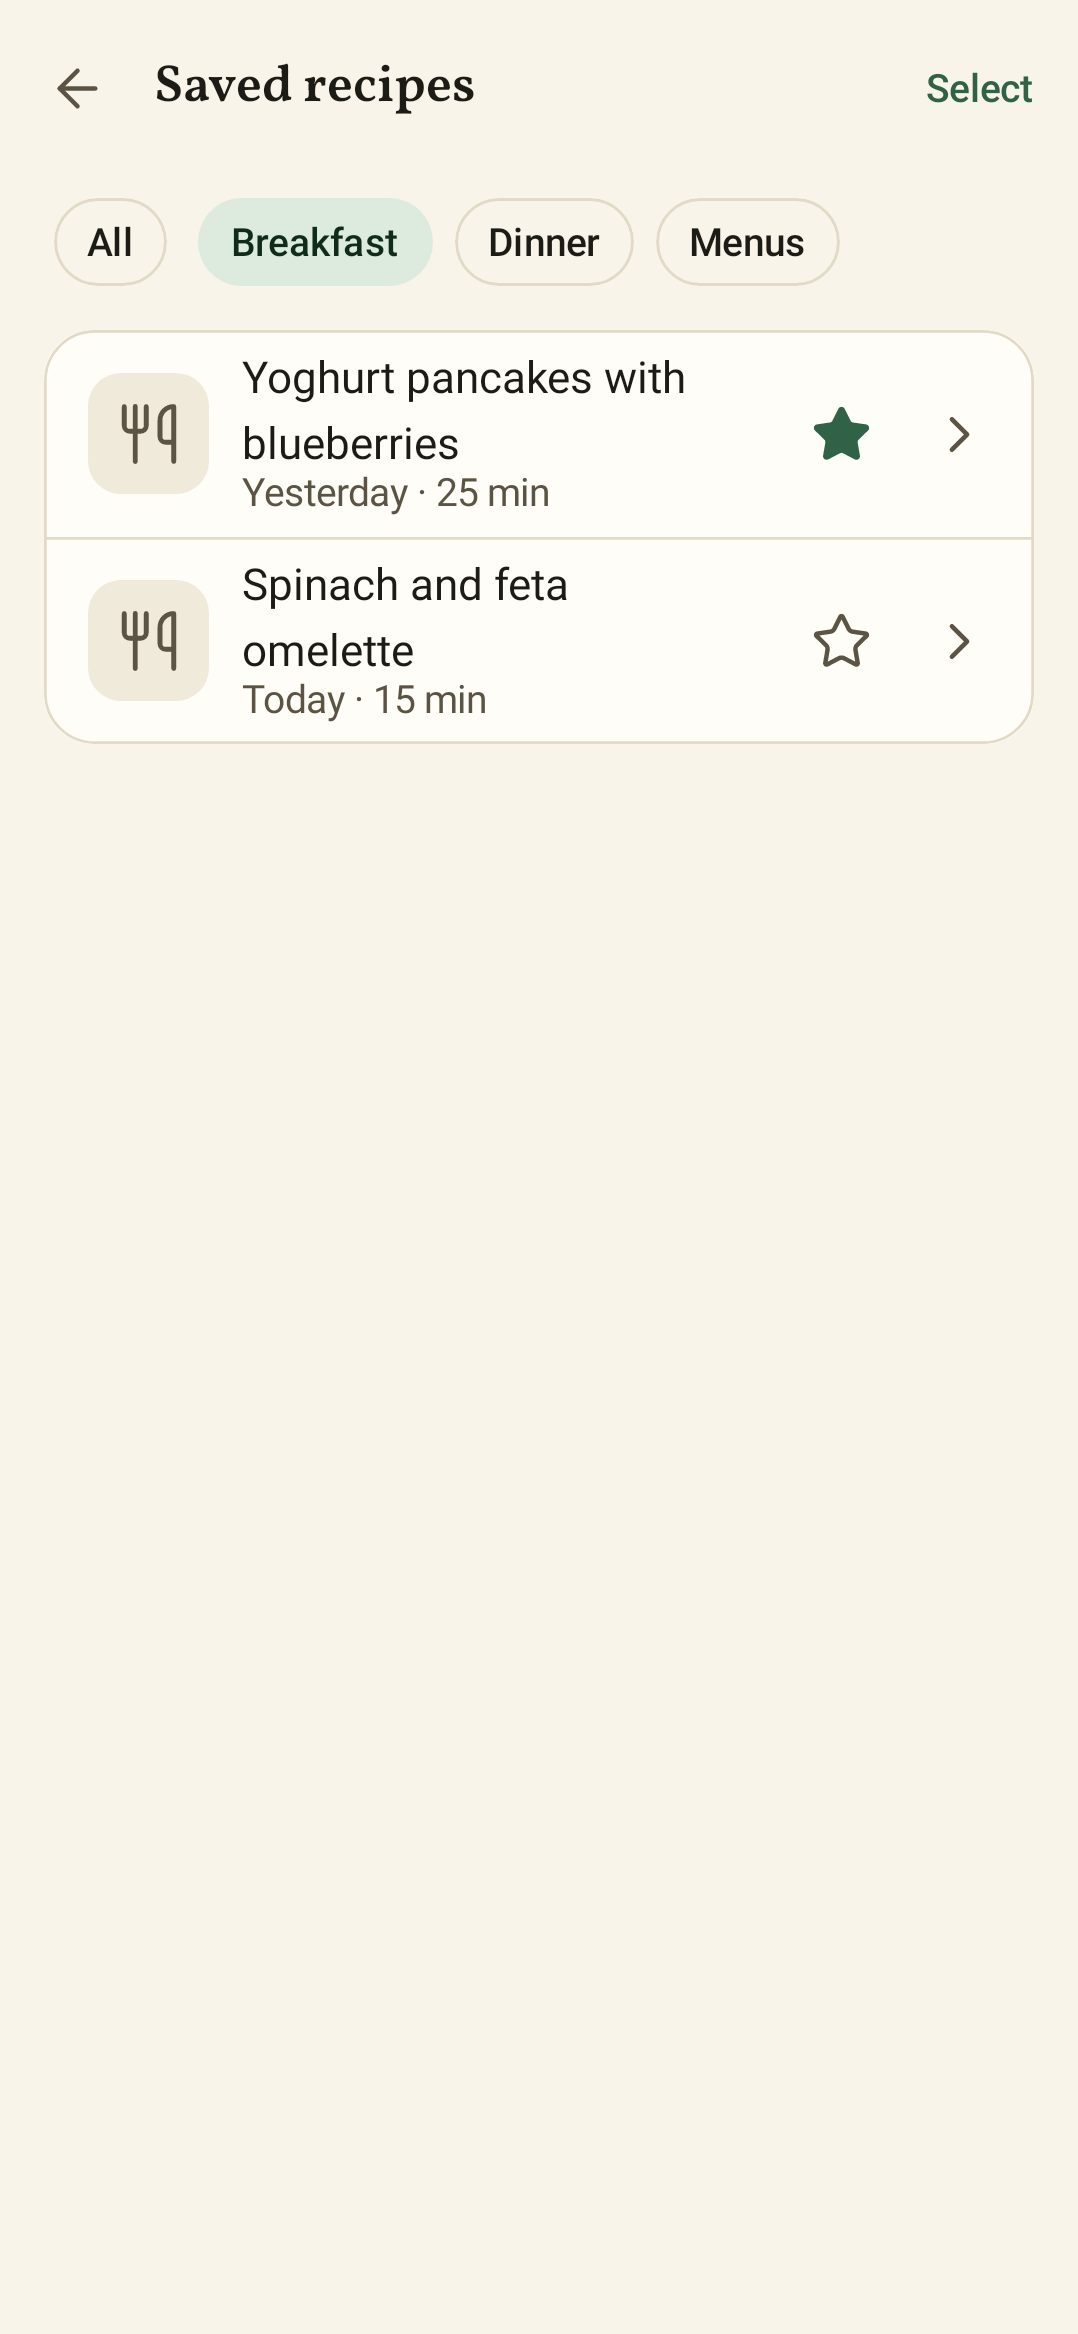 Saved recipes
Select
All
Breakfast
Dinner
Menus
Yoghurt pancakes with
blueberries
Yesterday · 25 min
Spinach and feta
omelette
Today · 15 min